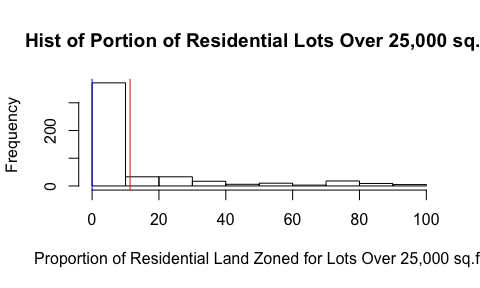 Hist of Portion of Residential Lots Over 25,000 sq.
Frequency
200
0
0 20 40 60 80 100
Proportion of Residential Land Zoned for Lots Over 25,000 sq.f